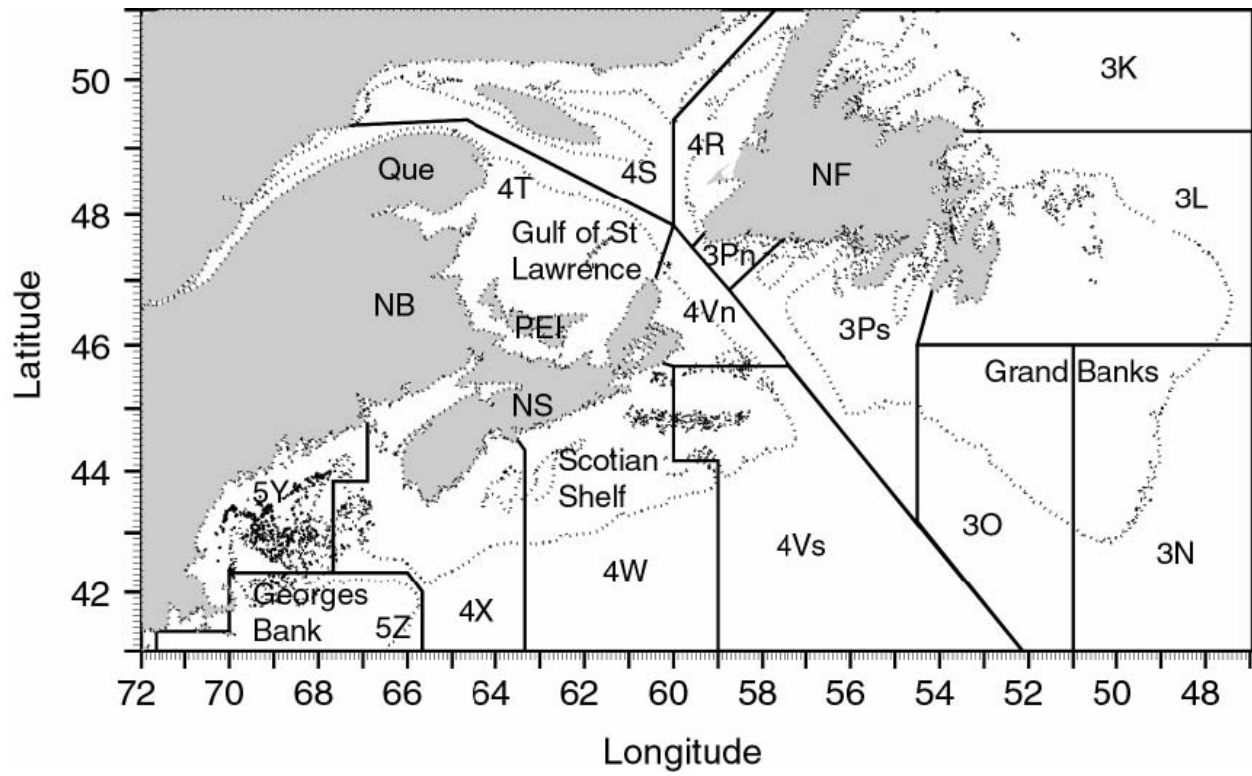 50
48
46
44
42
Latitude
3K
4R
Que
4S
NF
4T
3L
Gulf of St
Lawrence
3Pn
NB
4Vn
PEI
3Ps
Grand Banks
NS
Scotian
Shelf
5Y
3O
4Vs
3N
4W
Georges
Bank
5Z
4X
72 70 68 66 64 62 60 58 56 54 52 50 48
Longitude